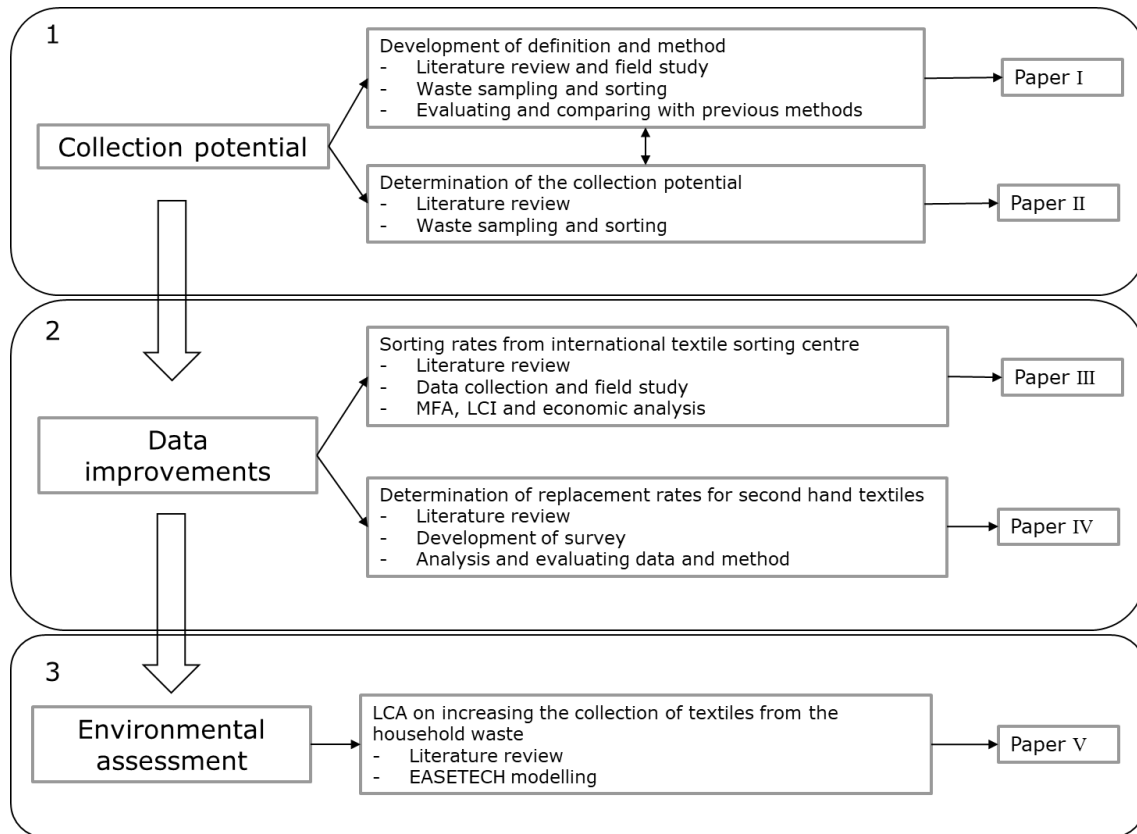 1
Collection potential
Development of definition and method
- Literature review and field study
- Waste sampling and sorting
- Evaluating and comparing with previous methods
Paper I
Determination of the collection potential
- Literature review
- Waste sampling and sorting
Paper II
2
Data
improvements
Sorting rates from international textile sorting centre
- Literature review
- Data collection and field study
- MFA, LCI and economic analysis
Paper III
Determination of replacement rates for second hand textiles
- Literature review
- Development of survey
- Analysis and evaluating data and method
Paper IV
3
Environmental
assessment
LCA on increasing the collection of textiles from the
household waste
- Literature review
- EASETECH modelling
Paper V